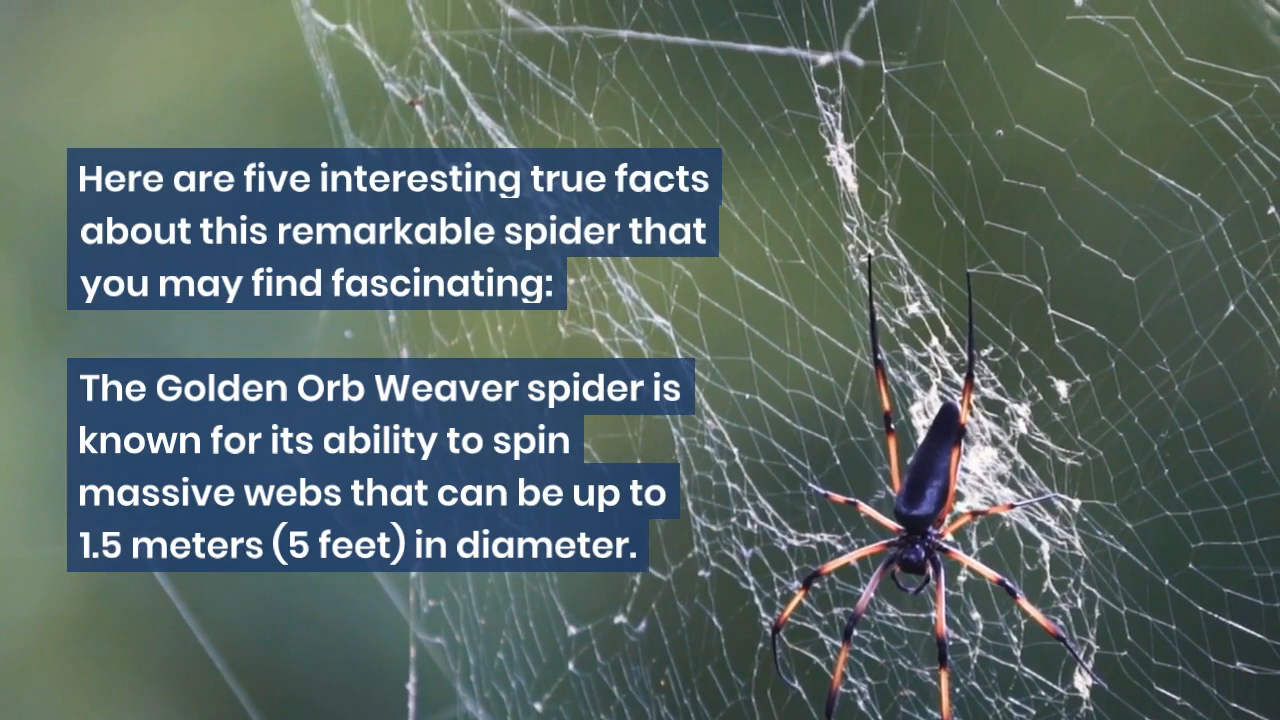 Here are five interesting true facts
about this remarkable spider that
you may find fascinating:
The Golden Orb Weaver spider is
known for its ability to spin
massive webs that can be up to
1.5 meters (5 feet) in diameter.